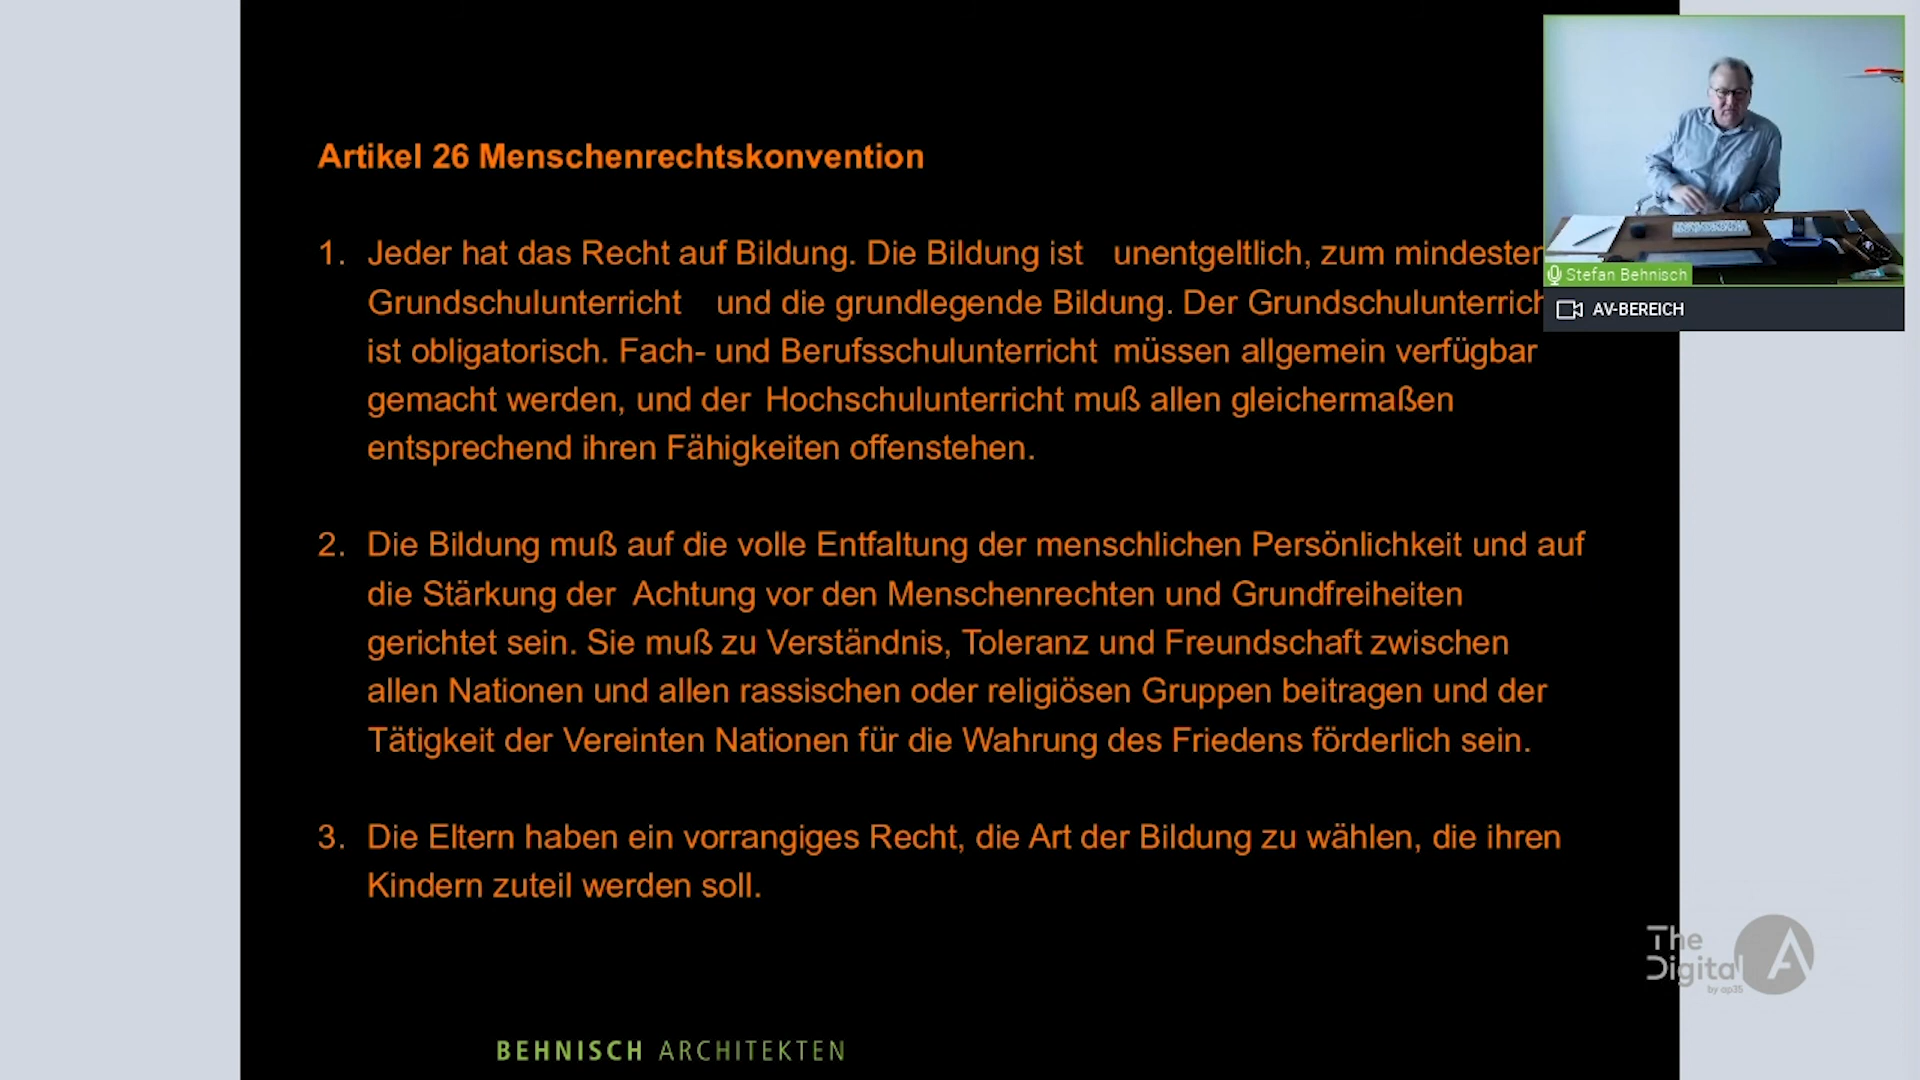 Artikel 26 Menschenrechtskonvention
1. Jeder hat das Recht auf Bildung. Die Bildung ist unentgeltlich, zum mindesten
Grundschulunterricht und die grundlegende Bildung. Der Grundschulunterricht
ist obligatorisch. Fach- und Berufsschulunterricht müssen allgemein verfügbar
gemacht werden, und der Hochschulunterricht muß allen gleichermaßen
entsprechend ihren Fähigkeiten offenstehen.
2. Die Bildung muß auf die volle Entfaltung der menschlichen Persönlichkeit und auf
die Stärkung der Achtung vor den Menschenrechten und Grundfreiheiten
gerichtet sein. Sie muß zu Verständnis, Toleranz und Freundschaft zwischen
allen Nationen und allen rassischen oder religiösen Gruppen beitragen und der
Tätigkeit der Vereinten Nationen für die Wahrung des Friedens förderlich sein.
3. Die Eltern haben ein vorrangiges Recht, die Art der Bildung zu wählen, die ihren
Kindern zuteil werden soll.
BEHNISCH ARCHITEKTEN
Stefan Behnisch
AV-BEREICH
The
Digital A
by ap35